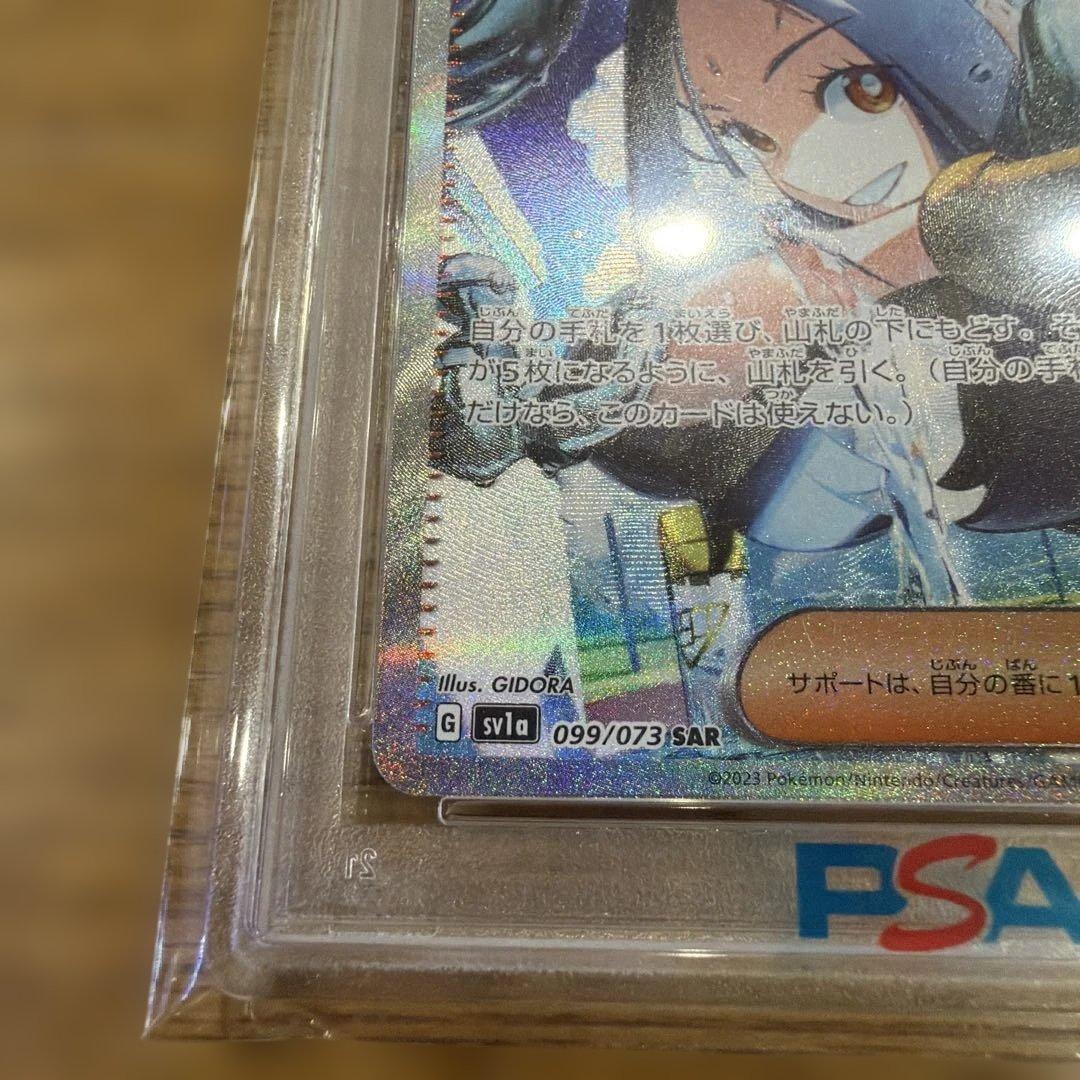 自分の手札を1枚選び、山札の下にもどす。そ
が5枚になるように、山札を引く。(自分の手札
だけなら、このカードは使えない。)
サポートは、自分の番に1
Illus. GIDORA
G sv1a 099/073 SAR
©2023 Pokémon/Nintendo/Creatures/GAM
21
PSA